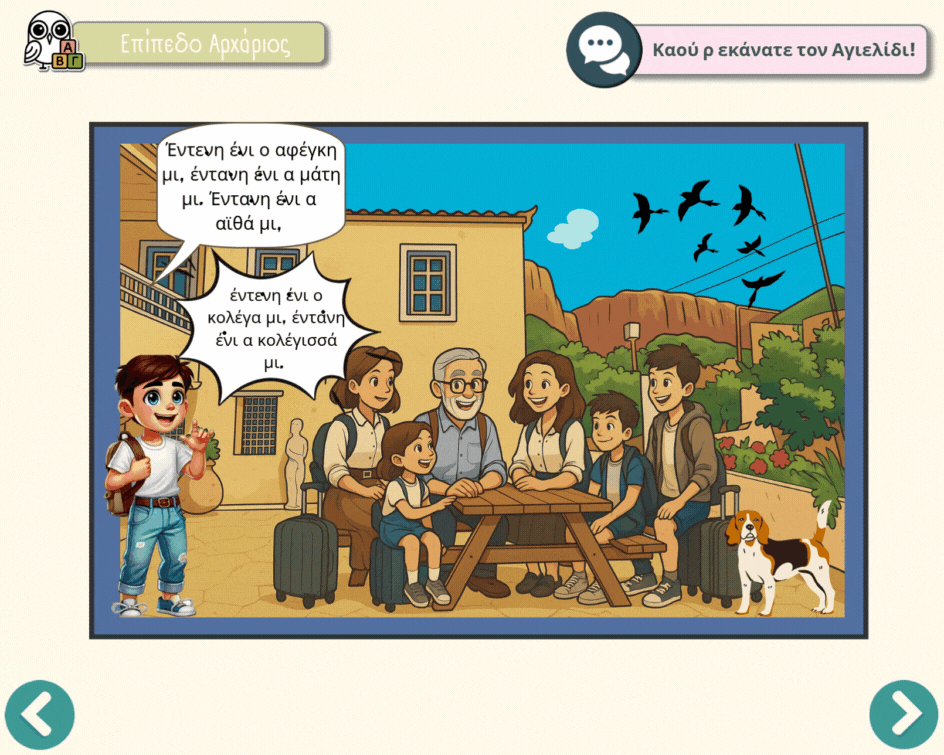 Επίπεδο Αρχάριος
Α
Β Γ
Καού ρ εκάνατε τον Αγιελίδι!
Έντενη ένι ο αφέγκη
μι, έντανη ένι α μάτη
μι. Έντανη ένι α
αϊθά μι,
έντενη ένι ο
κολέγα μι, έντανη
ένι α κολέγισσά
μι.